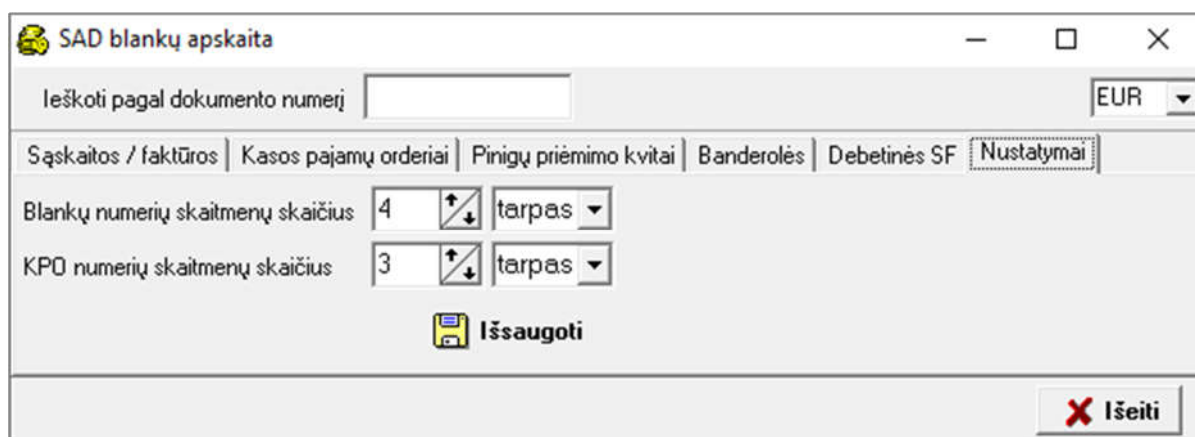 SAD blankų apskaita
Ieškoti pagal dokumento numerį EUR
Sąskaitos / faktūros Kasos pajamų orderiai Pinigų priėmimo kvitai Banderolės Debetinės SF Nustatymai
Blankų numerių skaitmenų skaičius 4 tarpas
KPO numerių skaitmenų skaičius 3 tarpas
Išsaugoti
Išeiti